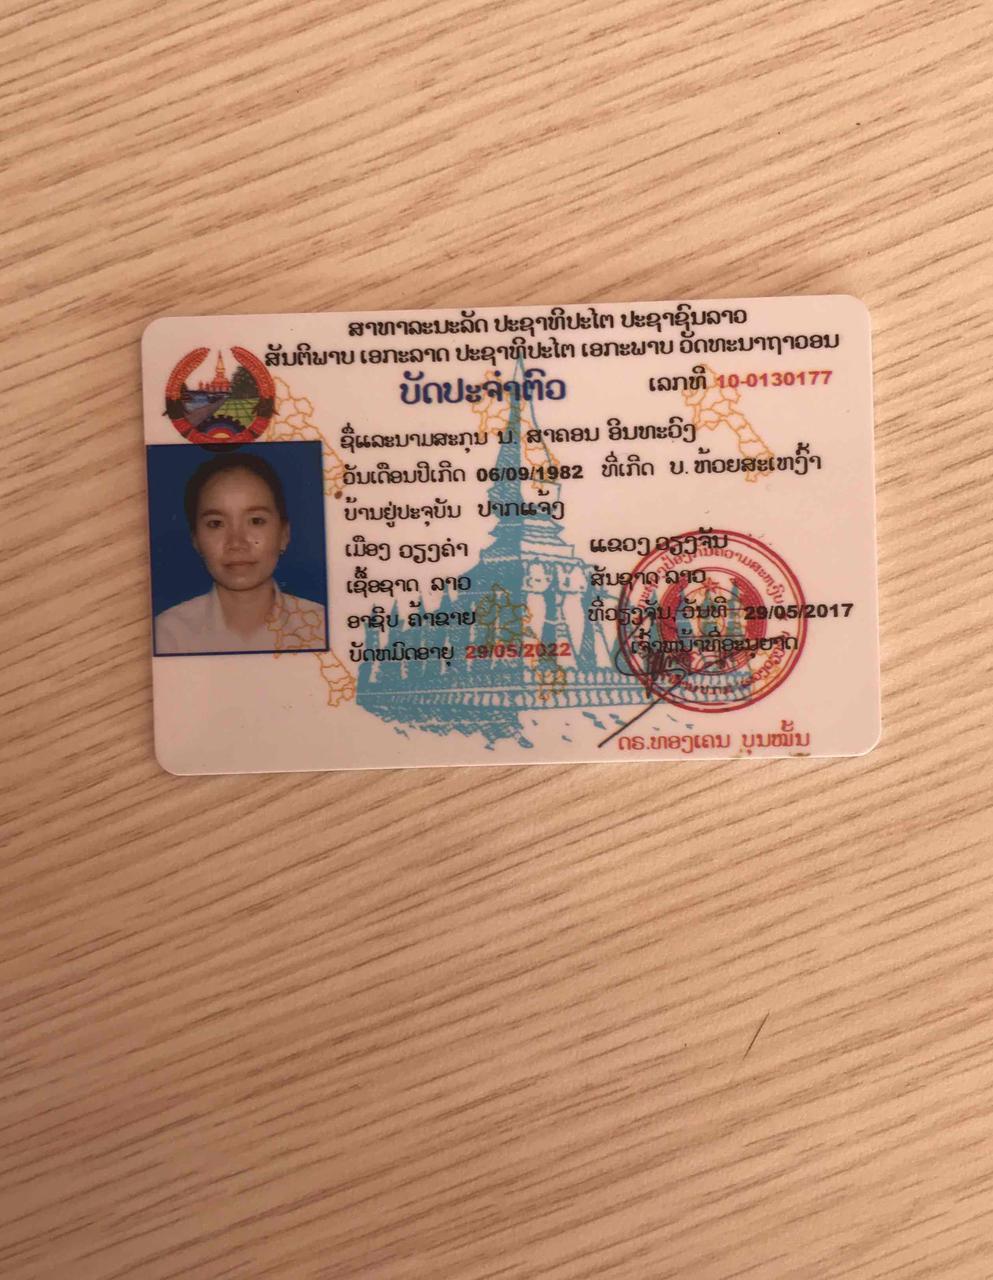 ສາທາລະນະລັດ ປະຊາທິປະໄຕ ປະຊາຊົນລາວ
ສັນຕິພາບ ເອກະລາດ ປະຊາທິປະໄຕ ເອກະພາບ ວັດທະນາຖາວອນ
ບັດປະຈຳຕົວ ເລກທີ 10-0130177
ຊື່ແລະນາມສະກຸນ ນ. ສາຄອນ ອິນທະວົງ
ວັນເດືອນປີເກີດ 06/09/1982 ທີ່ເກີດ ບ. ຫ້ວຍສະເຫງົ້າ
ບ້ານຢູ່ປະຈຸບັນ ປາກແຈ້ງ
ເມືອງ ວຽງຄຳ ແຂວງ ວຽງຈັນ
ເຊື້ອຊາດ ລາວ ສັນຊາດ ລາວ
ອາຊິບ ຄ້າຂາຍ ທີ່ວຽງຈັນ, ວັນທີ 29/05/2017
ບັດຫມົດອາຍຸ 29/05/2022 ເຈົ້າຫນ້າທີ່ອະນຸຍາດ
ດຣ.ທອງເຄນ ບຸນໝັ້ນ